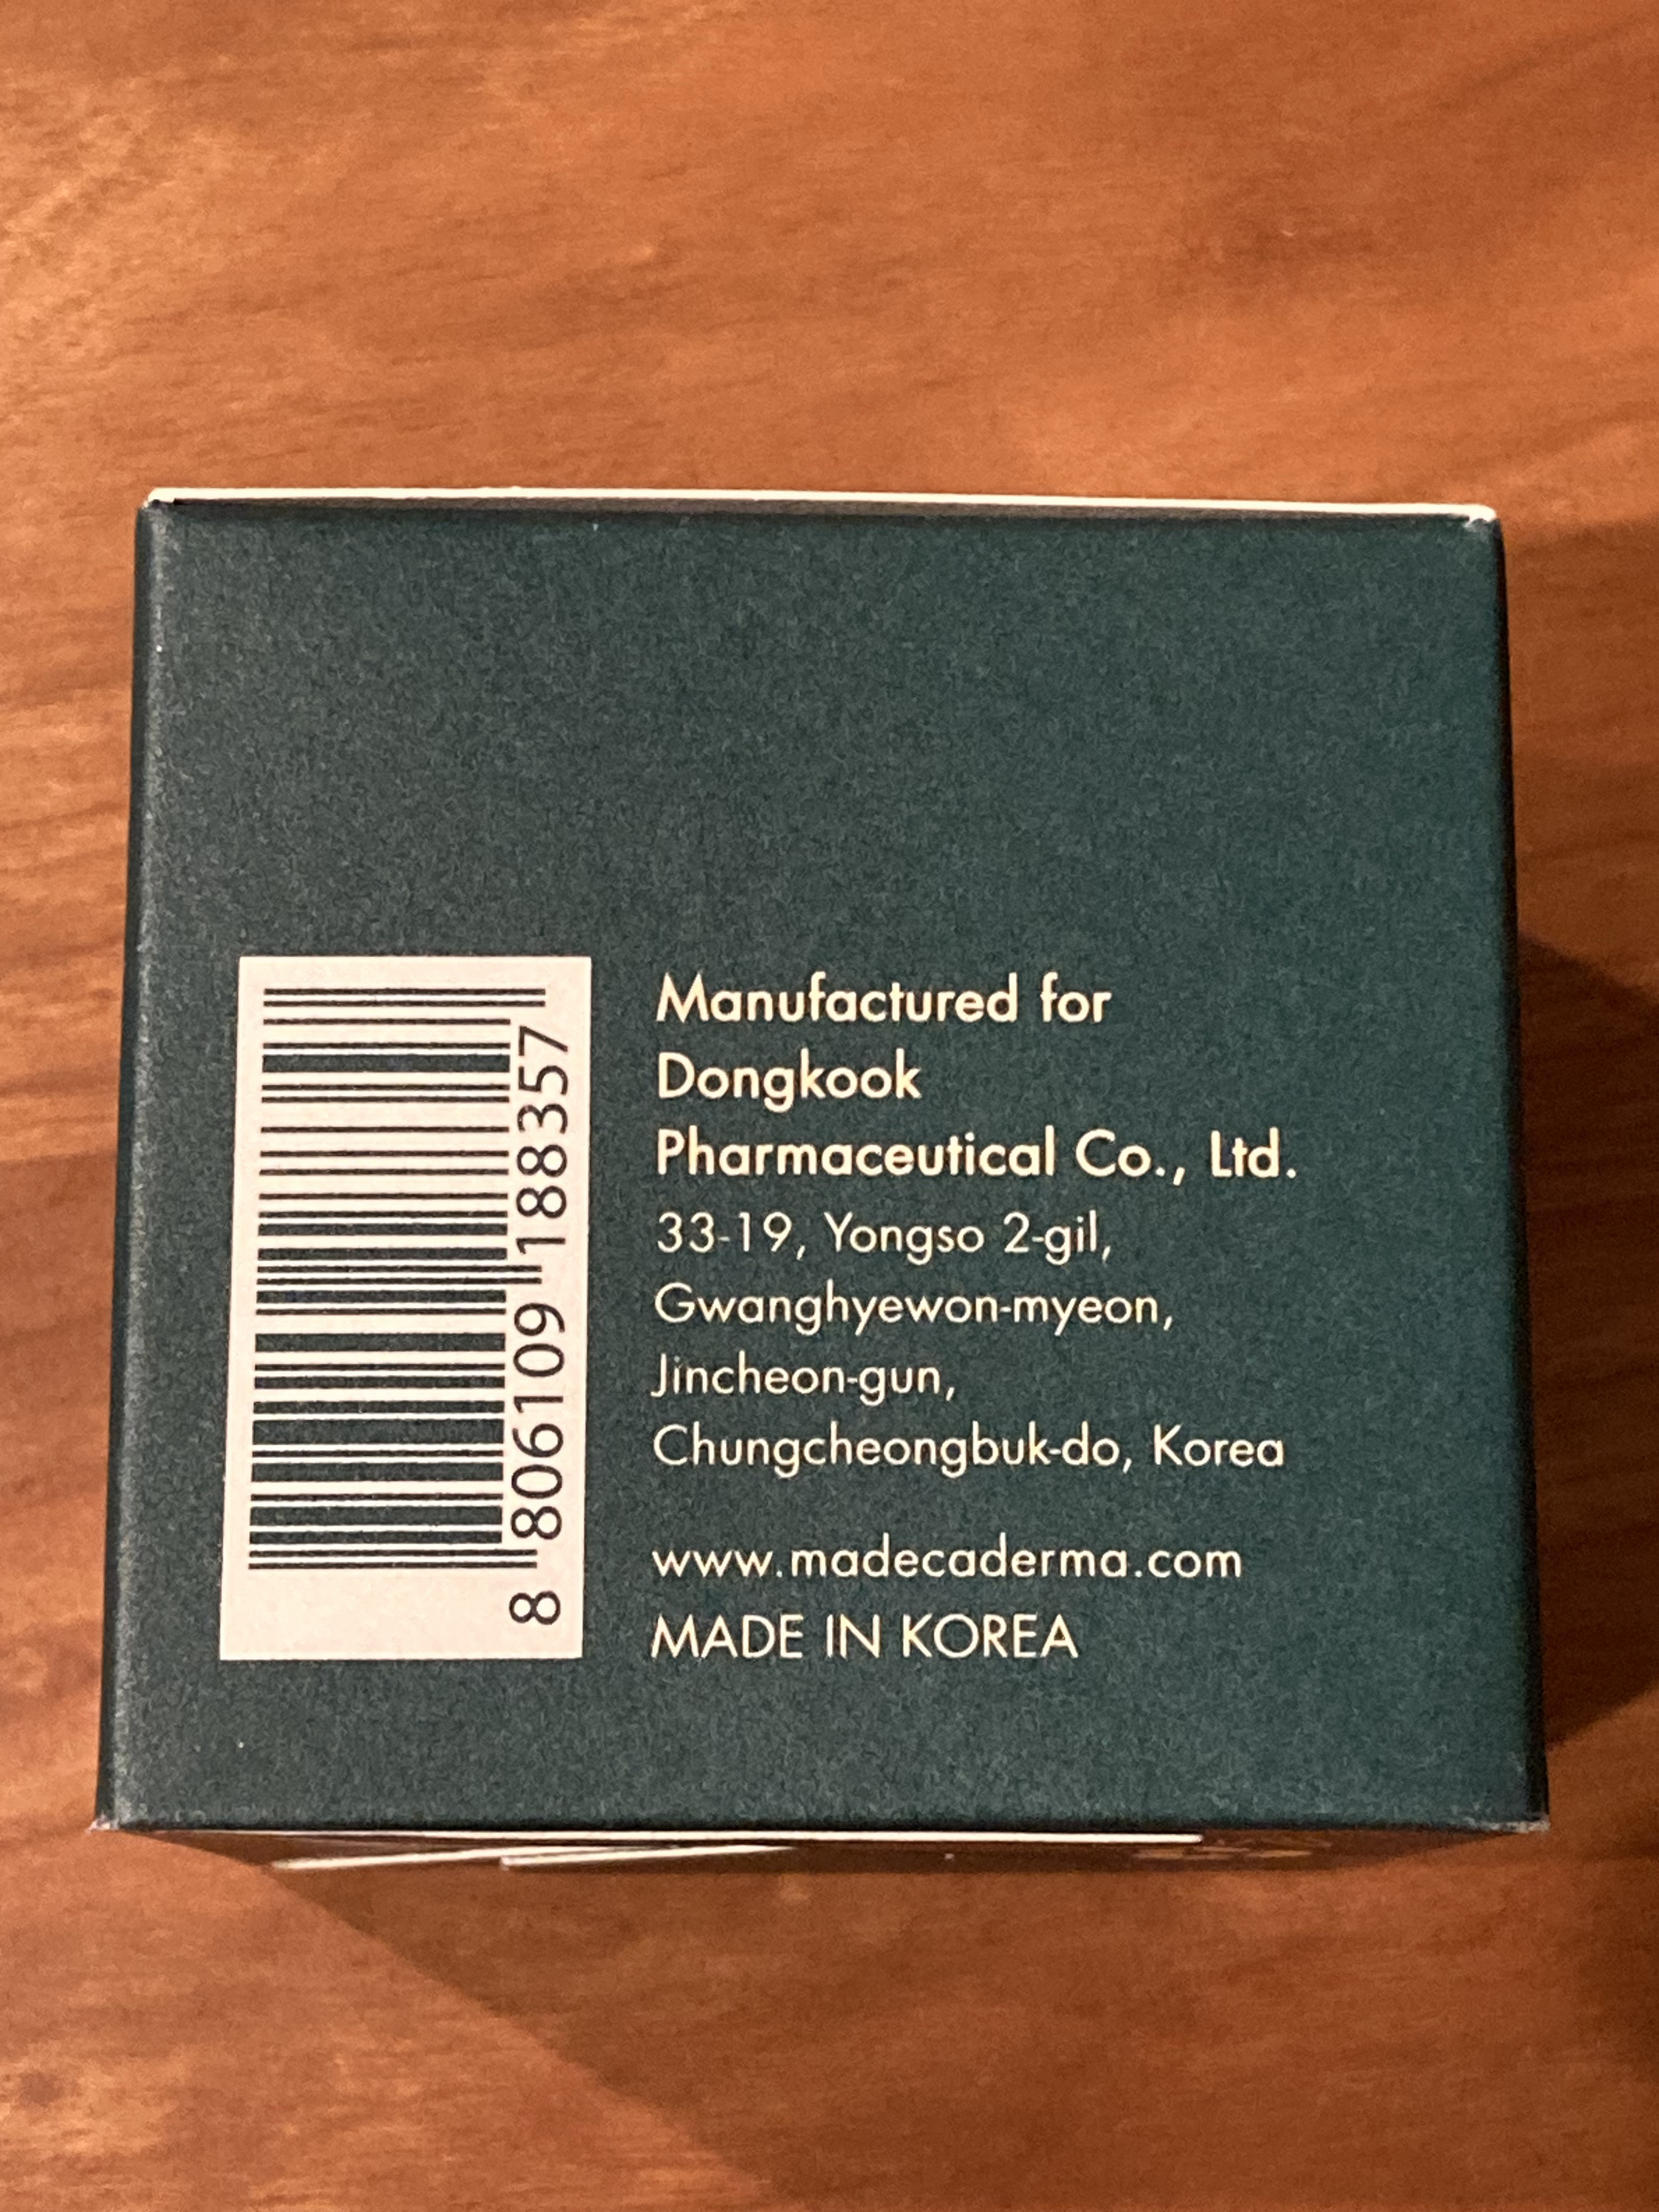 8 806109 188357
Manufactured for
Dongkook
Pharmaceutical Co., Ltd.
33-19, Yongso 2-gil,
Gwanghyewon-myeon,
Jincheon-gun,
Chungcheongbuk-do, Korea
www.madecaderma.com
MADE IN KOREA